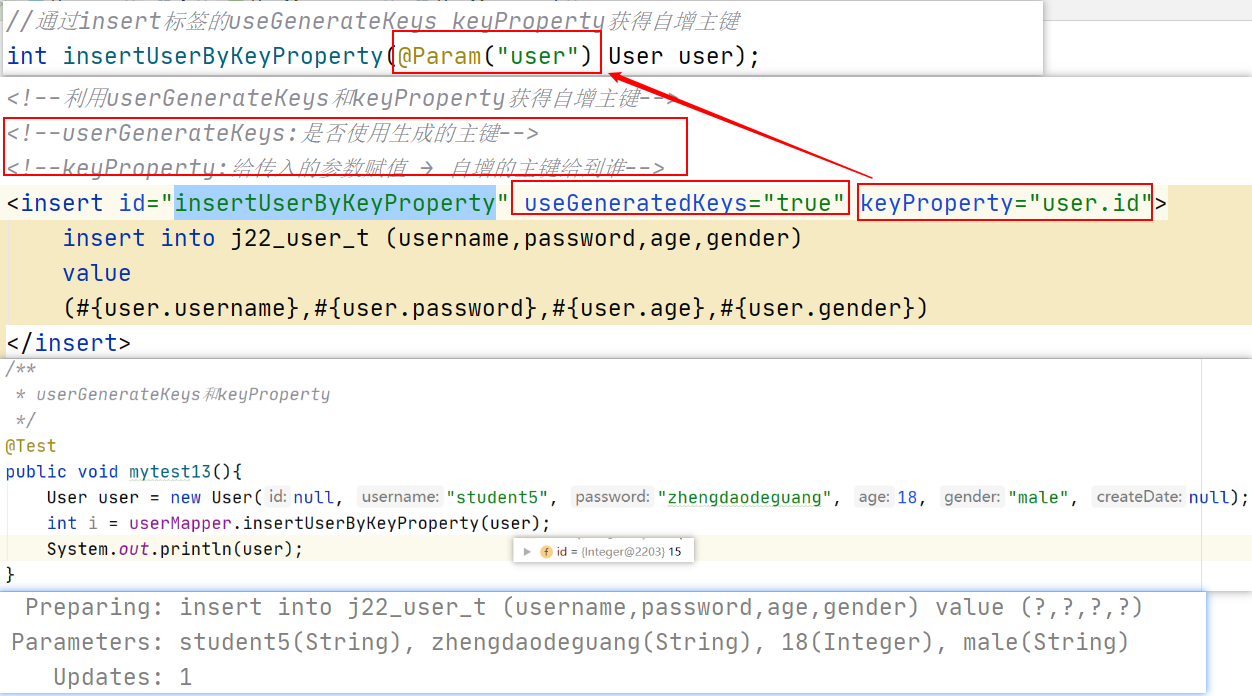 //通过insert标签的useGenerateKeys keyProperty获得自增主键
int insertUserByKeyProperty(@Param("user") User user);
<!--利用userGenerateKeys和keyProperty获得自增主键-->
<!--userGenerateKeys:是否使用生成的主键-->
<!--keyProperty:给传入的参数赋值 → 自增的主键给到谁-->
<insert id="insertUserByKeyProperty" useGeneratedKeys="true" keyProperty="user.id">
insert into j22_user_t (username,password,age,gender)
value
(#{user.username},#{user.password},#{user.age},#{user.gender})
</insert>
/**
* userGenerateKeys和keyProperty
*/
@Test
public void mytest13(){
User user = new User( id: null, username: "student5", password: "zhengdaodeguang", age: 18, gender: "male", createDate: null);
int i = userMapper.insertUserByKeyProperty(user);
System.out.println(user);
id = {Integer@2203} 15
}
Preparing: insert into j22_user_t (username,password,age,gender) value (?,?,?,?)
Parameters: student5(String), zhengdaodeguang(String), 18(Integer), male(String)
Updates: 1